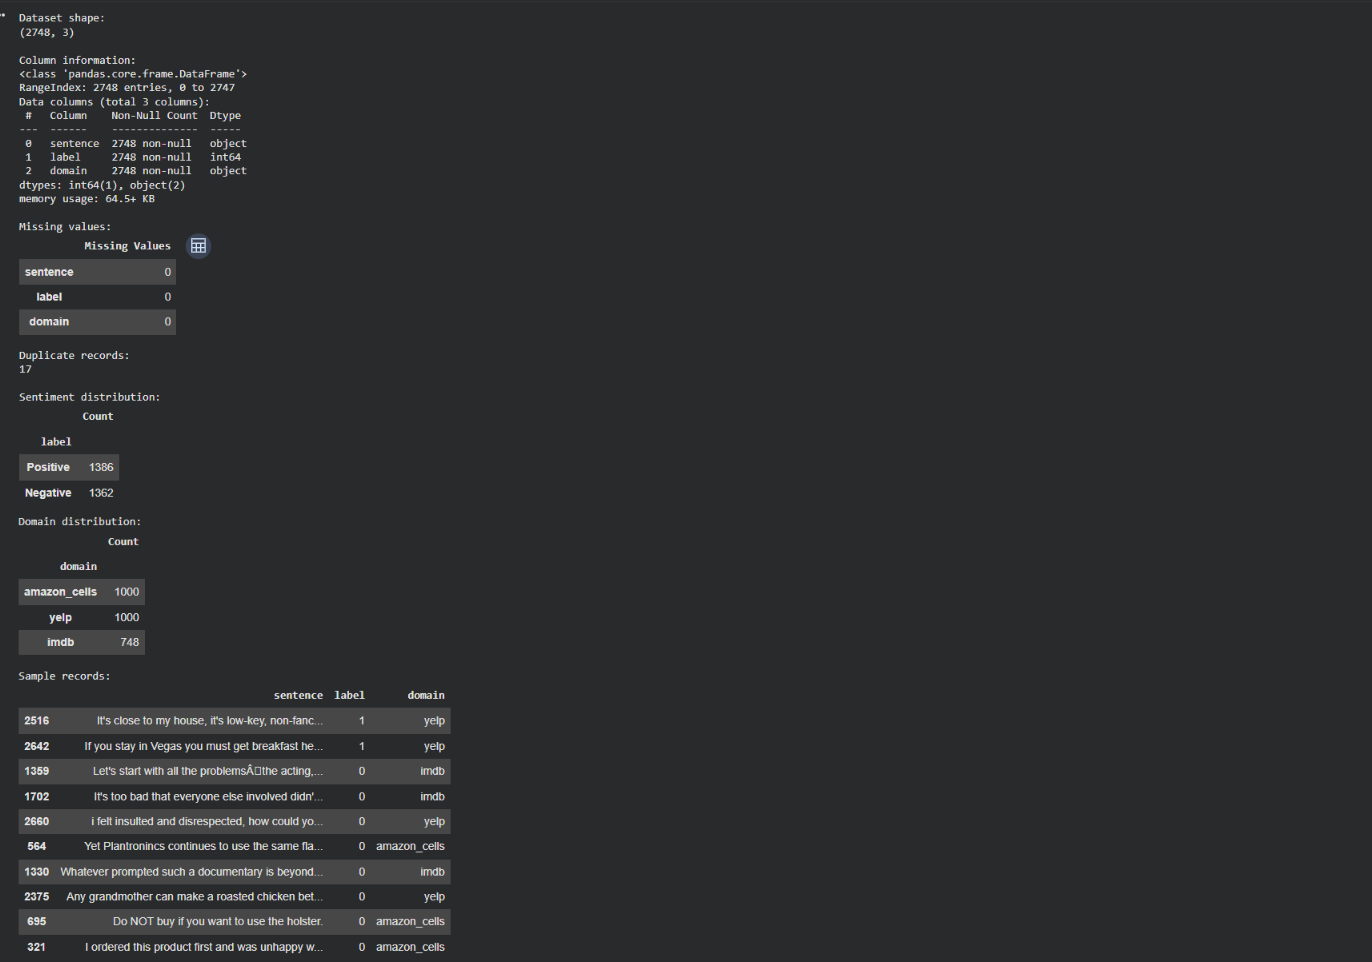 Dataset shape:
(2748, 3)
Column information:
<class 'pandas.core.frame.DataFrame'>
RangeIndex: 2748 entries, 0 to 2747
Data columns (total 3 columns):
 #   Column    Non-Null Count  Dtype
---  ------    --------------  -----
 0   sentence  2748 non-null   object
 1   label     2748 non-null   int64
 2   domain    2748 non-null   object
dtypes: int64(1), object(2)
memory usage: 64.5+ KB
Missing values:
Missing Values
sentence 0
label 0
domain 0
Duplicate records:
17
Sentiment distribution:
Count
label
Positive 1386
Negative 1362
Domain distribution:
Count
domain
amazon_cells 1000
yelp 1000
imdb 748
Sample records:
sentence label domain
2516 It's close to my house, it's low-key, non-fanc... 1 yelp
2642 If you stay in Vegas you must get breakfast he... 1 yelp
1359 Let's start with all the problemsÂ□the acting,... 0 imdb
1702 It's too bad that everyone else involved didn'... 0 imdb
2660 i felt insulted and disrespected, how could yo... 0 yelp
564 Yet Plantronincs continues to use the same fla... 0 amazon_cells
1330 Whatever prompted such a documentary is beyond... 0 imdb
2375 Any grandmother can make a roasted chicken bet... 0 yelp
695 Do NOT buy if you want to use the holster. 0 amazon_cells
321 I ordered this product first and was unhappy w... 0 amazon_cells